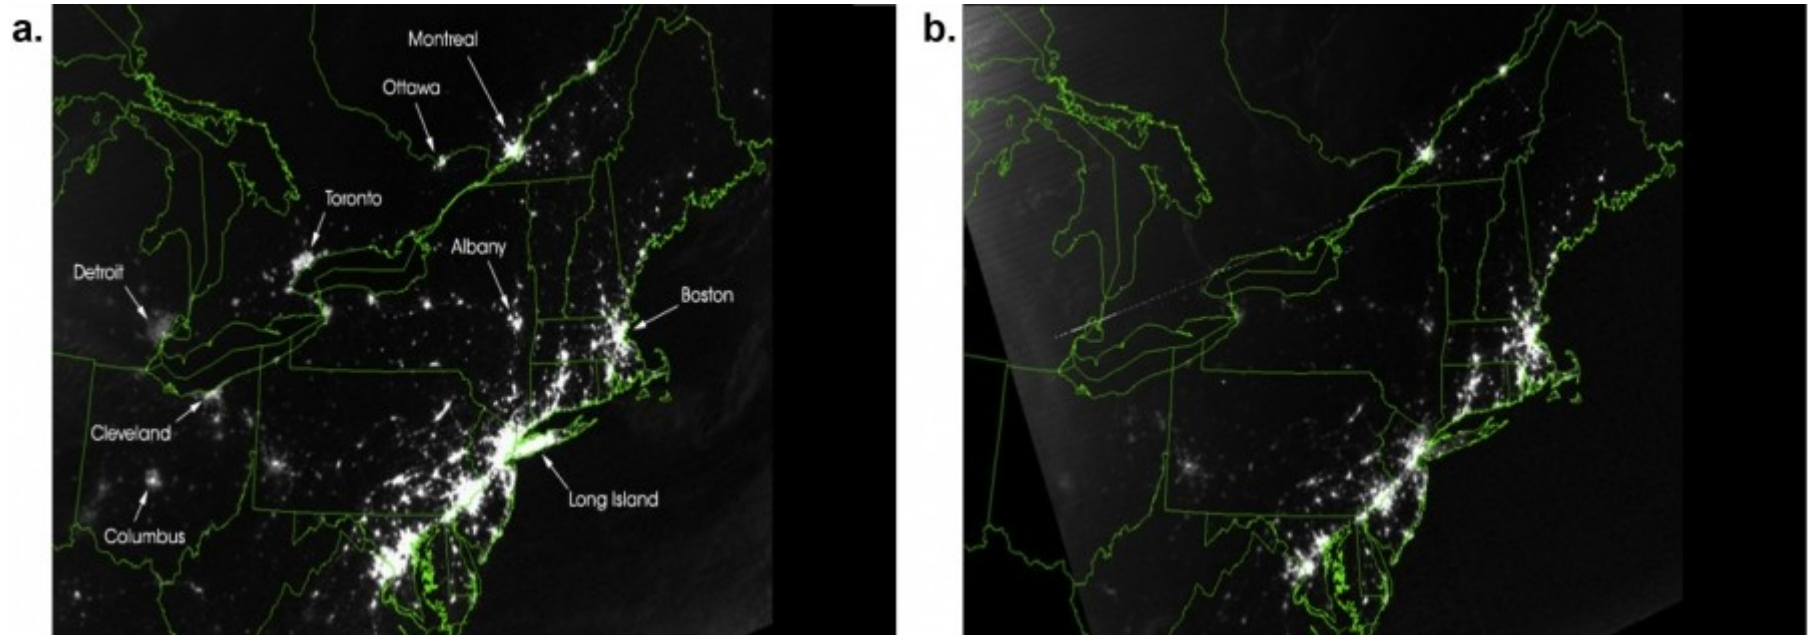 a.
b.
Montreal
Ottawa
Toronto
Albany
Detroit
Boston
Cleveland
Long Island
Columbus